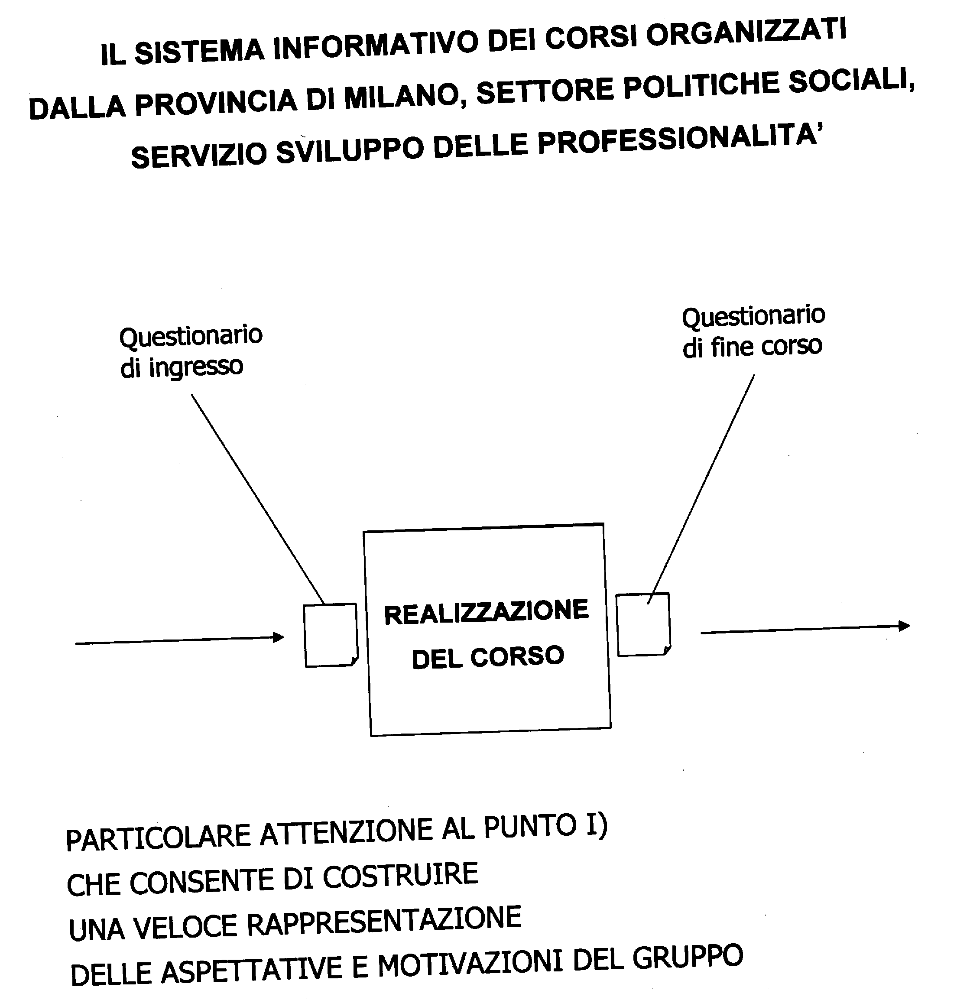 IL SISTEMA INFORMATIVO DEI CORSI ORGANIZZATI
DALLA PROVINCIA DI MILANO, SETTORE POLITICHE SOCIALI,
SERVIZIO SVILUPPO DELLE PROFESSIONALITA'
Questionario
di ingresso
Questionario
di fine corso
REALIZZAZIONE
DEL CORSO
PARTICOLARE ATTENZIONE AL PUNTO I)
CHE CONSENTE DI COSTRUIRE
UNA VELOCE RAPPRESENTAZIONE
DELLE ASPETTATIVE E MOTIVAZIONI DEL GRUPPO